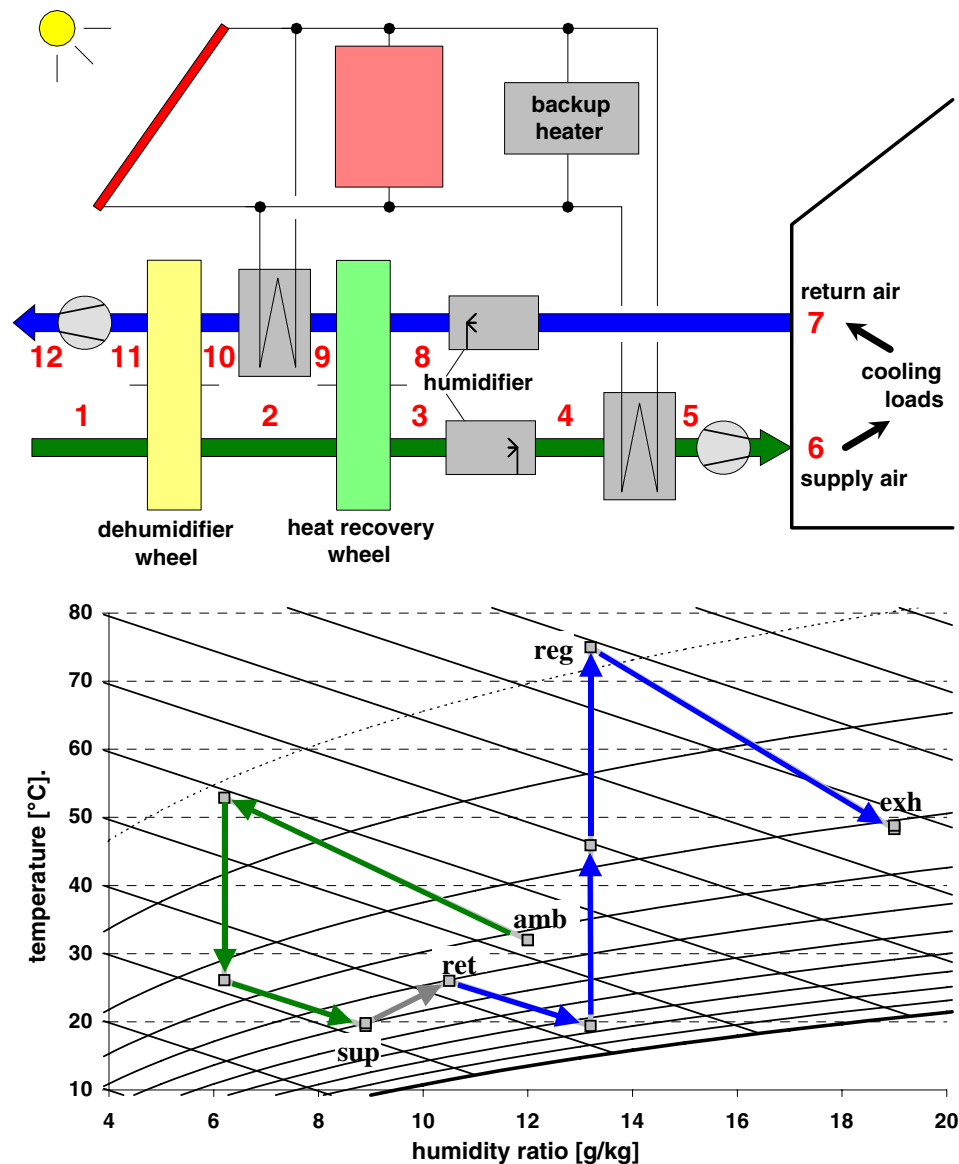 backup
heater
return air
7
12
11
10
9
8
humidifier
cooling
loads
1
2
3
4
5
6
supply air
dehumidifier
wheel
heat recovery
wheel
80
70
60
50
40
30
20
10
temperature [°C].
reg
exh
amb
ret
sup
4
6
8
10
12
14
16
18
20
humidity ratio [g/kg]